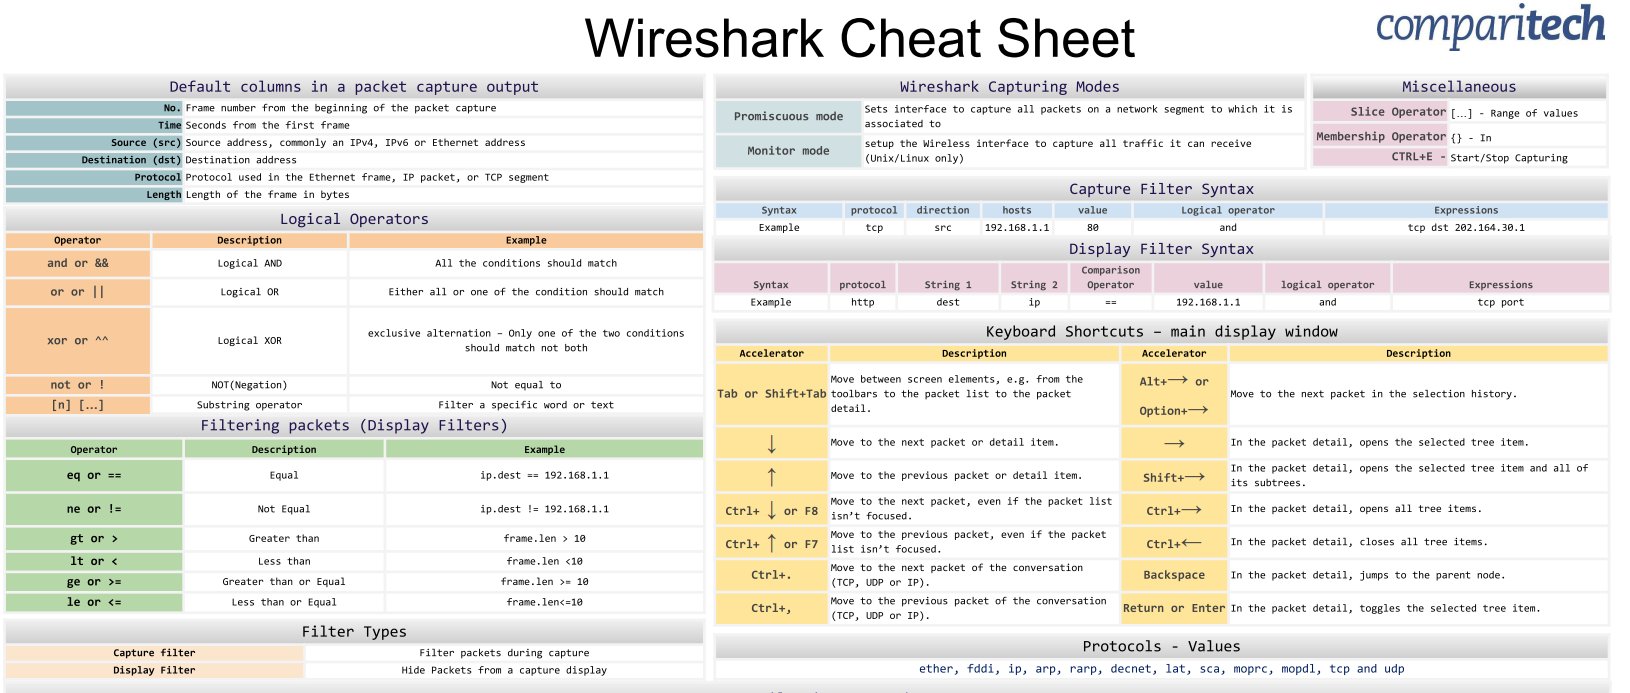 Wireshark Cheat Sheet
comparitech
Default columns in a packet capture output
No. Frame number from the beginning of the packet capture
Time Seconds from the first frame
Source (src) Source address, commonly an IPv4, IPv6 or Ethernet address
Destination (dst) Destination address
Protocol Protocol used in the Ethernet frame, IP packet, or TCP segment
Length Length of the frame in bytes
Logical Operators
Operator Description Example
and or && Logical AND All the conditions should match
or or || Logical OR Either all or one of the condition should match
xor or ^^ Logical XOR exclusive alternation – Only one of the two conditions
should match not both
not or ! NOT(Negation) Not equal to
[n] […] Substring operator Filter a specific word or text
Filtering packets (Display Filters)
Operator Description Example
eq or == Equal ip.dest == 192.168.1.1
ne or != Not Equal ip.dest != 192.168.1.1
gt or > Greater than frame.len > 10
lt or < Less than frame.len <10
ge or >= Greater than or Equal frame.len >= 10
le or <= Less than or Equal frame.len<=10
Filter Types
Capture filter Filter packets during capture
Display Filter Hide Packets from a capture display
Wireshark Capturing Modes
Promiscuous mode Sets interface to capture all packets on a network segment to which it is
associated to
Monitor mode setup the Wireless interface to capture all traffic it can receive
(Unix/Linux only)
Miscellaneous
Slice Operator […] - Range of values
Membership Operator {} - In
CTRL+E - Start/Stop Capturing
Capture Filter Syntax
Syntax protocol direction hosts value Logical operator Expressions
Example tcp src 192.168.1.1 80 and tcp dst 202.164.30.1
Display Filter Syntax
Syntax protocol String 1 String 2 Comparison
Operator value logical operator Expressions
Example http dest ip == 192.168.1.1 and tcp port
Keyboard Shortcuts – main display window
Accelerator Description Accelerator Description
Tab or Shift+Tab Move between screen elements, e.g. from the
toolbars to the packet list to the packet
detail.
Alt+→ or
Option+→ Move to the next packet in the selection history.
↓ Move to the next packet or detail item. → In the packet detail, opens the selected tree item.
↑ Move to the previous packet or detail item. Shift+→ In the packet detail, opens the selected tree item and all of
its subtrees.
Ctrl+ ↓ or F8 Move to the next packet, even if the packet list
isn’t focused.
Ctrl+→ In the packet detail, opens all tree items.
Ctrl+ ↑ or F7 Move to the previous packet, even if the packet
list isn’t focused.
Ctrl+← In the packet detail, closes all tree items.
Ctrl+. Move to the next packet of the conversation
(TCP, UDP or IP).
Backspace In the packet detail, jumps to the parent node.
Ctrl+, Move to the previous packet of the conversation
(TCP, UDP or IP).
Return or Enter In the packet detail, toggles the selected tree item.
Protocols - Values
ether, fddi, ip, arp, rarp, decnet, lat, sca, moprc, mopdl, tcp and udp